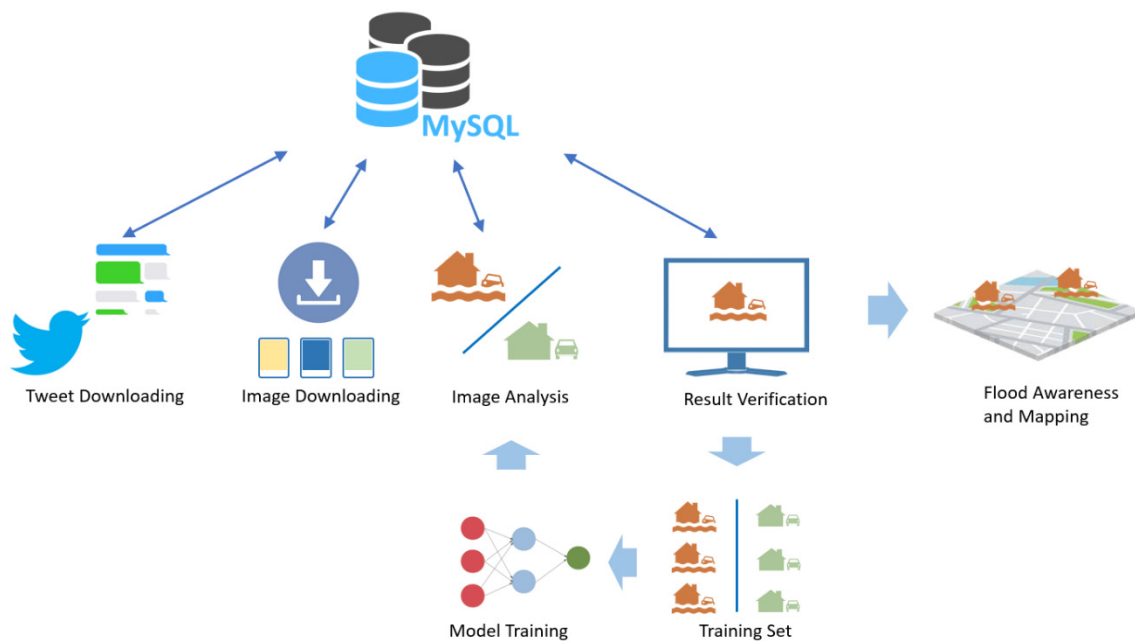 MySQL
Tweet Downloading
Image Downloading
Image Analysis
Result Verification
Flood Awareness
and Mapping
Model Training
Training Set